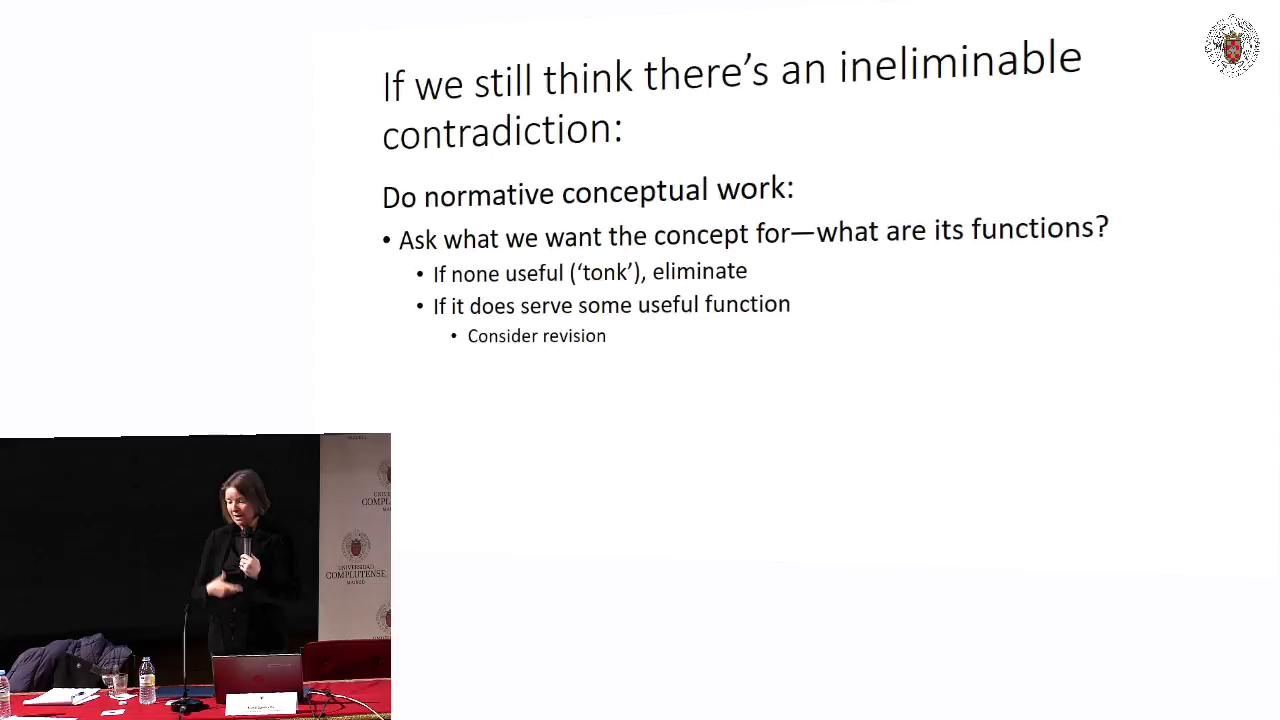 If we still think there's an ineliminable
contradiction:
Do normative conceptual work:
• Ask what we want the concept for—what are its functions?
• If none useful ('tonk'), eliminate
• If it does serve some useful function
• Consider revision
UNIVERSIDAD
COMPLUTENSE
MADRID